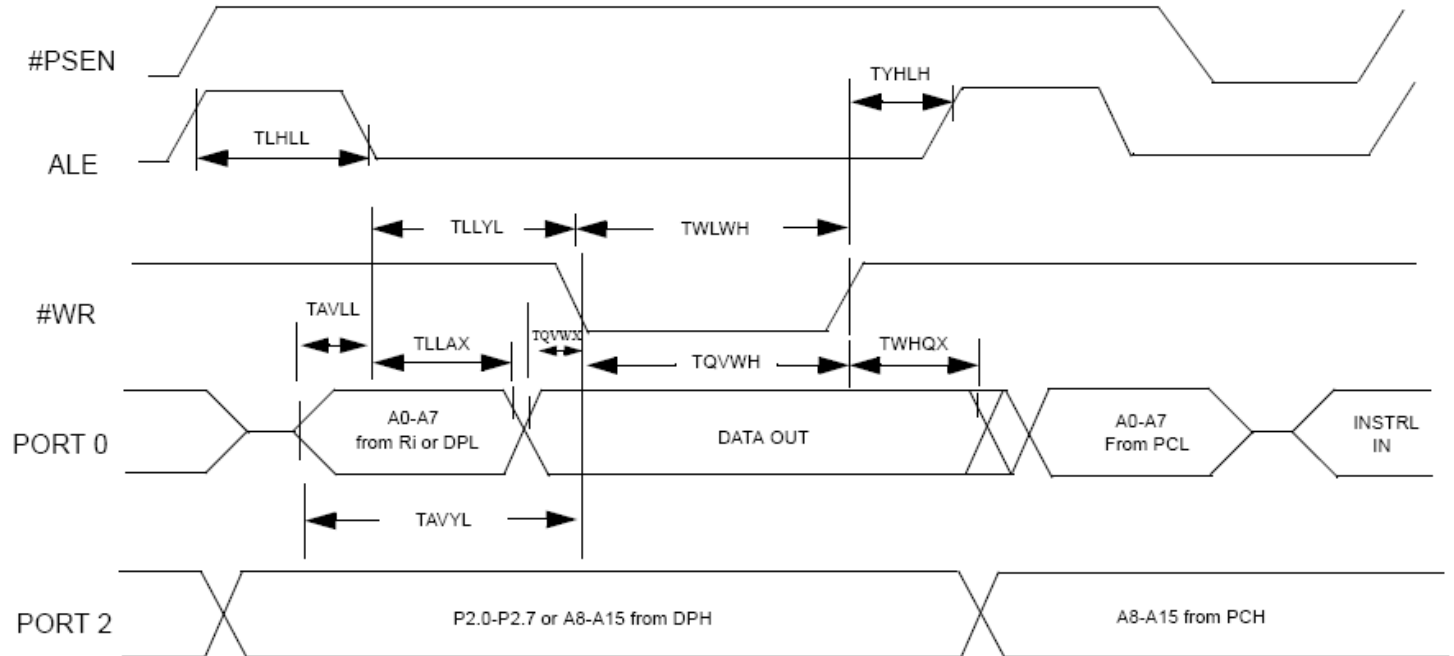 #PSEN
TYHLH
TLHLL
ALE
TLLYL
TWLWH
#WR
TAVLL
TQVWX
TLLAX
TQVWH
TWHQX
PORT 0
A0-A7
from Ri or DPL
DATA OUT
A0-A7
From PCL
INSTRL
IN
TAVYL
PORT 2
P2.0-P2.7 or A8-A15 from DPH
A8-A15 from PCH